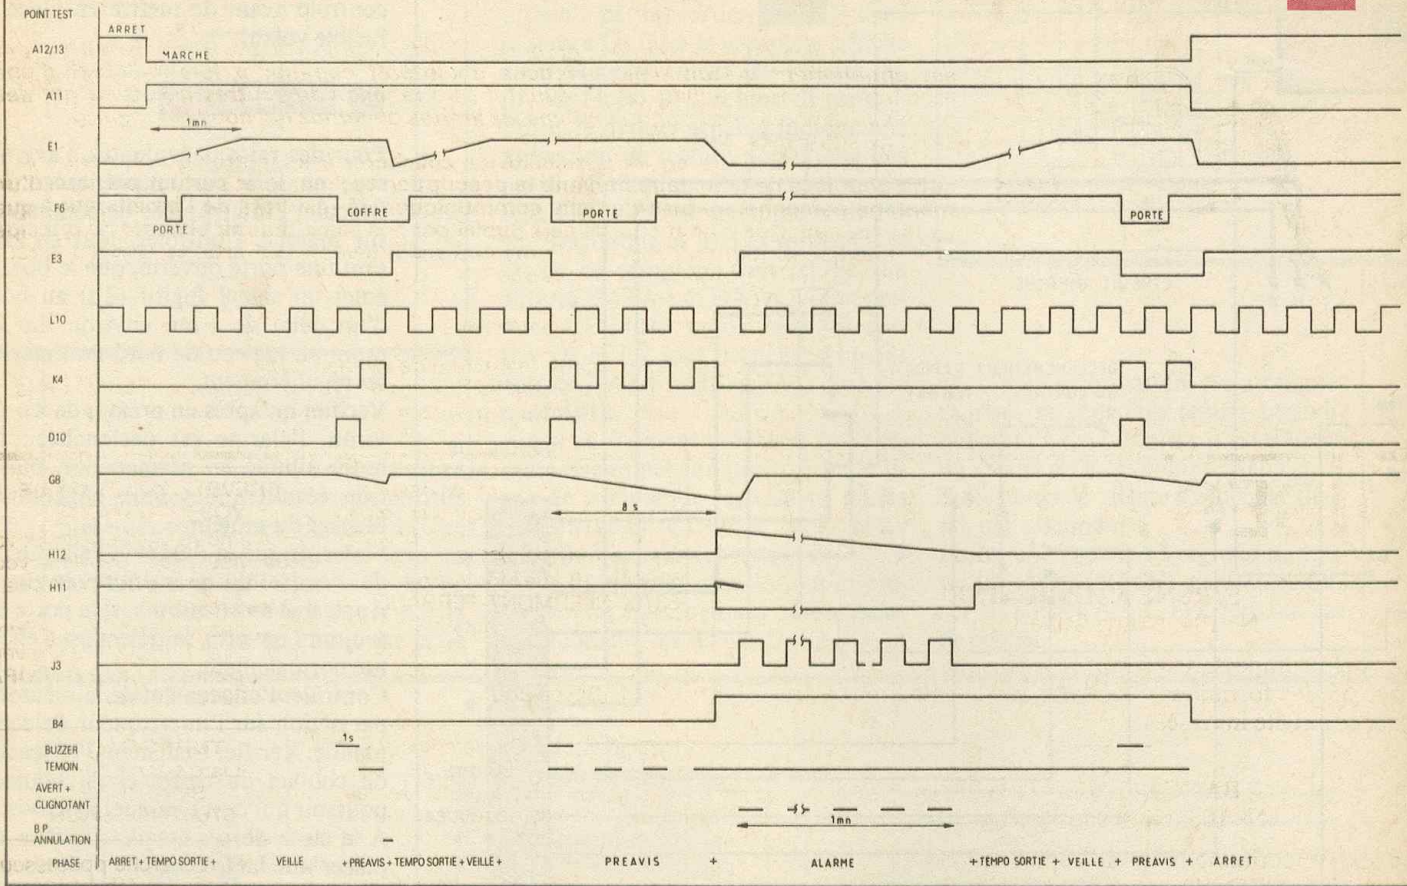 POINT TEST
ARRET
A12/13
MARCHE
A11
1mn
E1
F6
COFFRE
PORTE
PORTE
PORTE
E3
L10
K4
D10
G8
8 s
H12
H11
J3
B4
1s
BUZZER
TEMOIN
AVERT +
CLIGNOTANT
1mn
B P
ANNULATION
PHASE ARRET + TEMPO SORTIE + VEILLE + PREAVIS + TEMPO SORTIE + VEILLE + PREAVIS + ALARME + TEMPO SORTIE + VEILLE + PREAVIS + ARRET